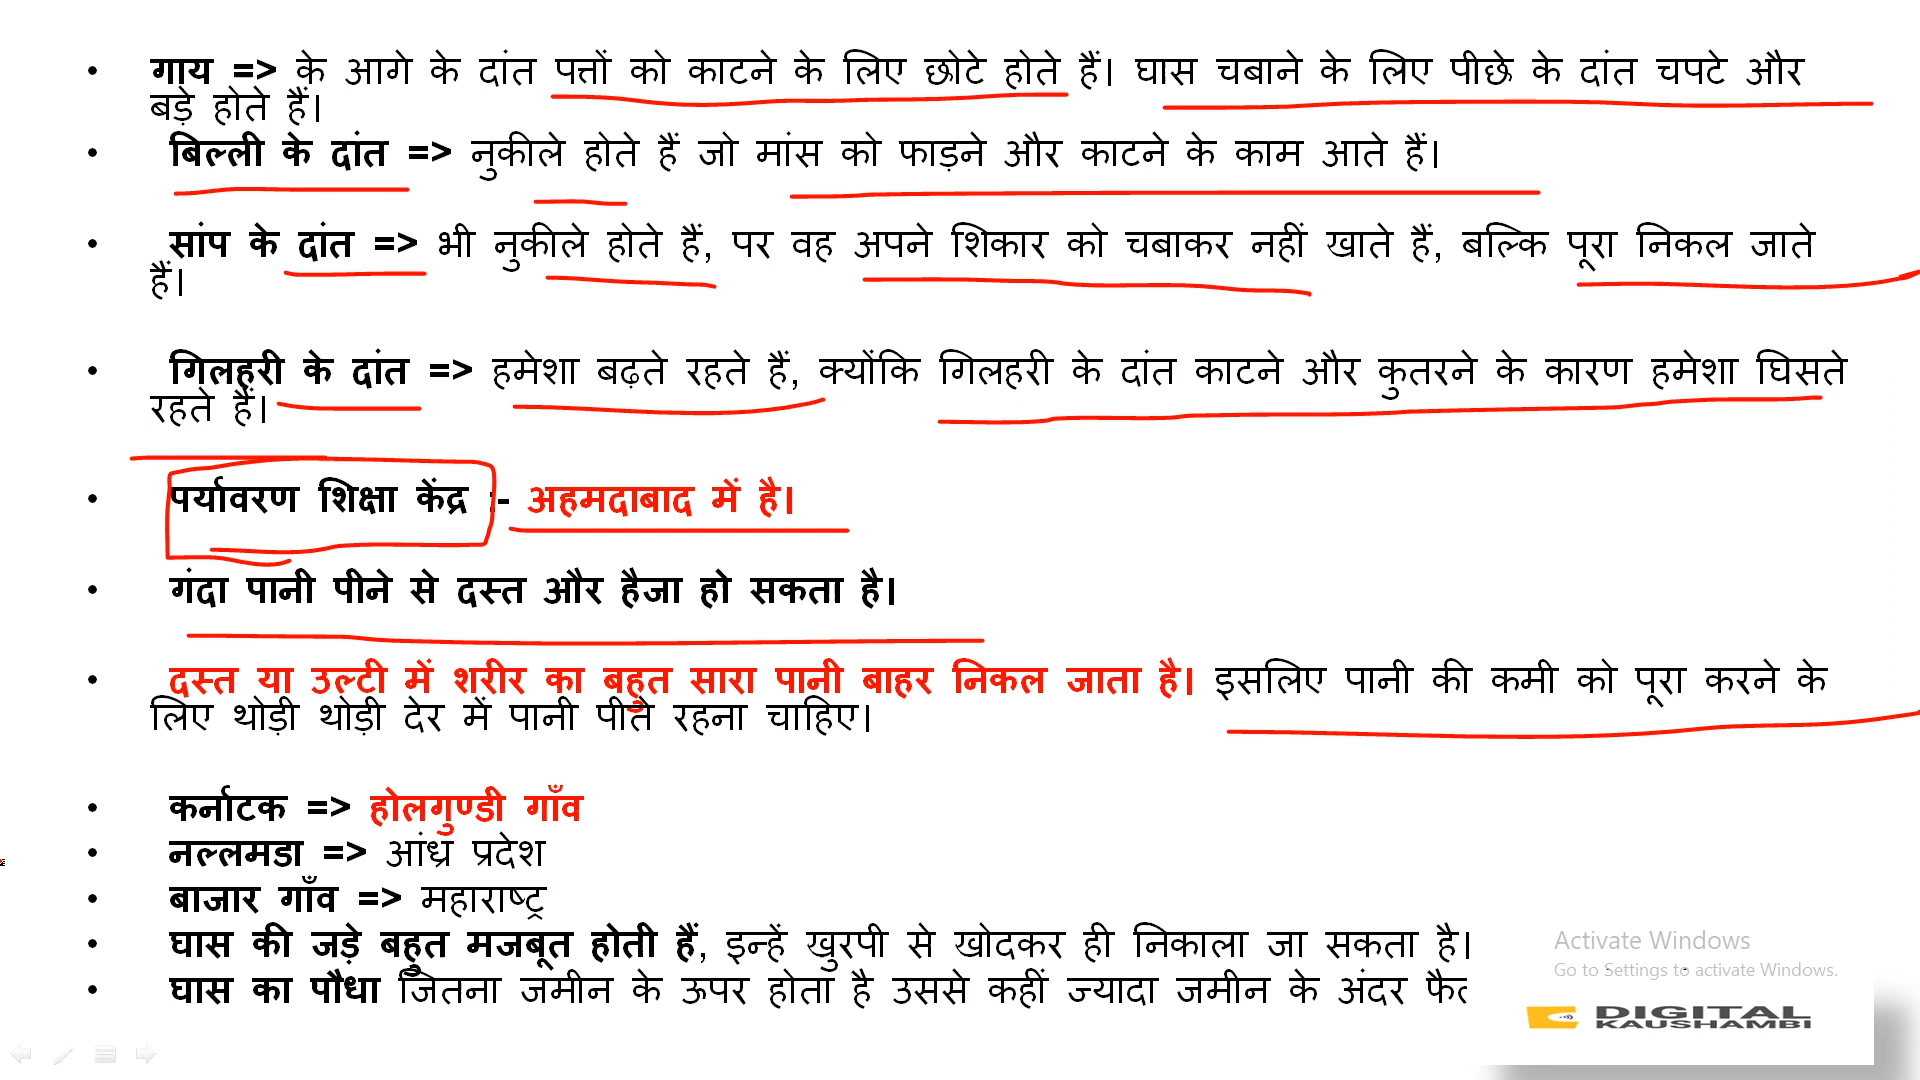 • गाय => के आगे के दांत पत्तों को काटने के लिए छोटे होते हैं। घास चबाने के लिए पीछे के दांत चपटे और
बड़े होते हैं।
• बिल्ली के दांत => नुकीले होते हैं जो मांस को फाड़ने और काटने के काम आते हैं।
• सांप के दांत => भी नुकीले होते हैं, पर वह अपने शिकार को चबाकर नहीं खाते हैं, बल्कि पूरा निकल जाते
हैं।
• गिलहरी के दांत => हमेशा बढ़ते रहते हैं, क्योंकि गिलहरी के दांत काटने और कुतरने के कारण हमेशा घिसते
रहते हैं।
• पर्यावरण शिक्षा केंद्र :- अहमदाबाद में है।
• गंदा पानी पीने से दस्त और हैजा हो सकता है।
• दस्त या उल्टी में शरीर का बहुत सारा पानी बाहर निकल जाता है। इसलिए पानी की कमी को पूरा करने के
लिए थोड़ी थोड़ी देर में पानी पीते रहना चाहिए।
• कर्नाटक => होलगुण्डी गाँव
• नल्लमडा => आंध्र प्रदेश
• बाजार गाँव => महाराष्ट्र
• घास की जड़े बहुत मजबूत होती हैं, इन्हें खुरपी से खोदकर ही निकाला जा सकता है।
• घास का पौधा जितना जमीन के ऊपर होता है उससे कहीं ज्यादा जमीन के अंदर
Activate Windows
Go to Settings to activate Windows.
DIGITAL
KAUSHAMBI